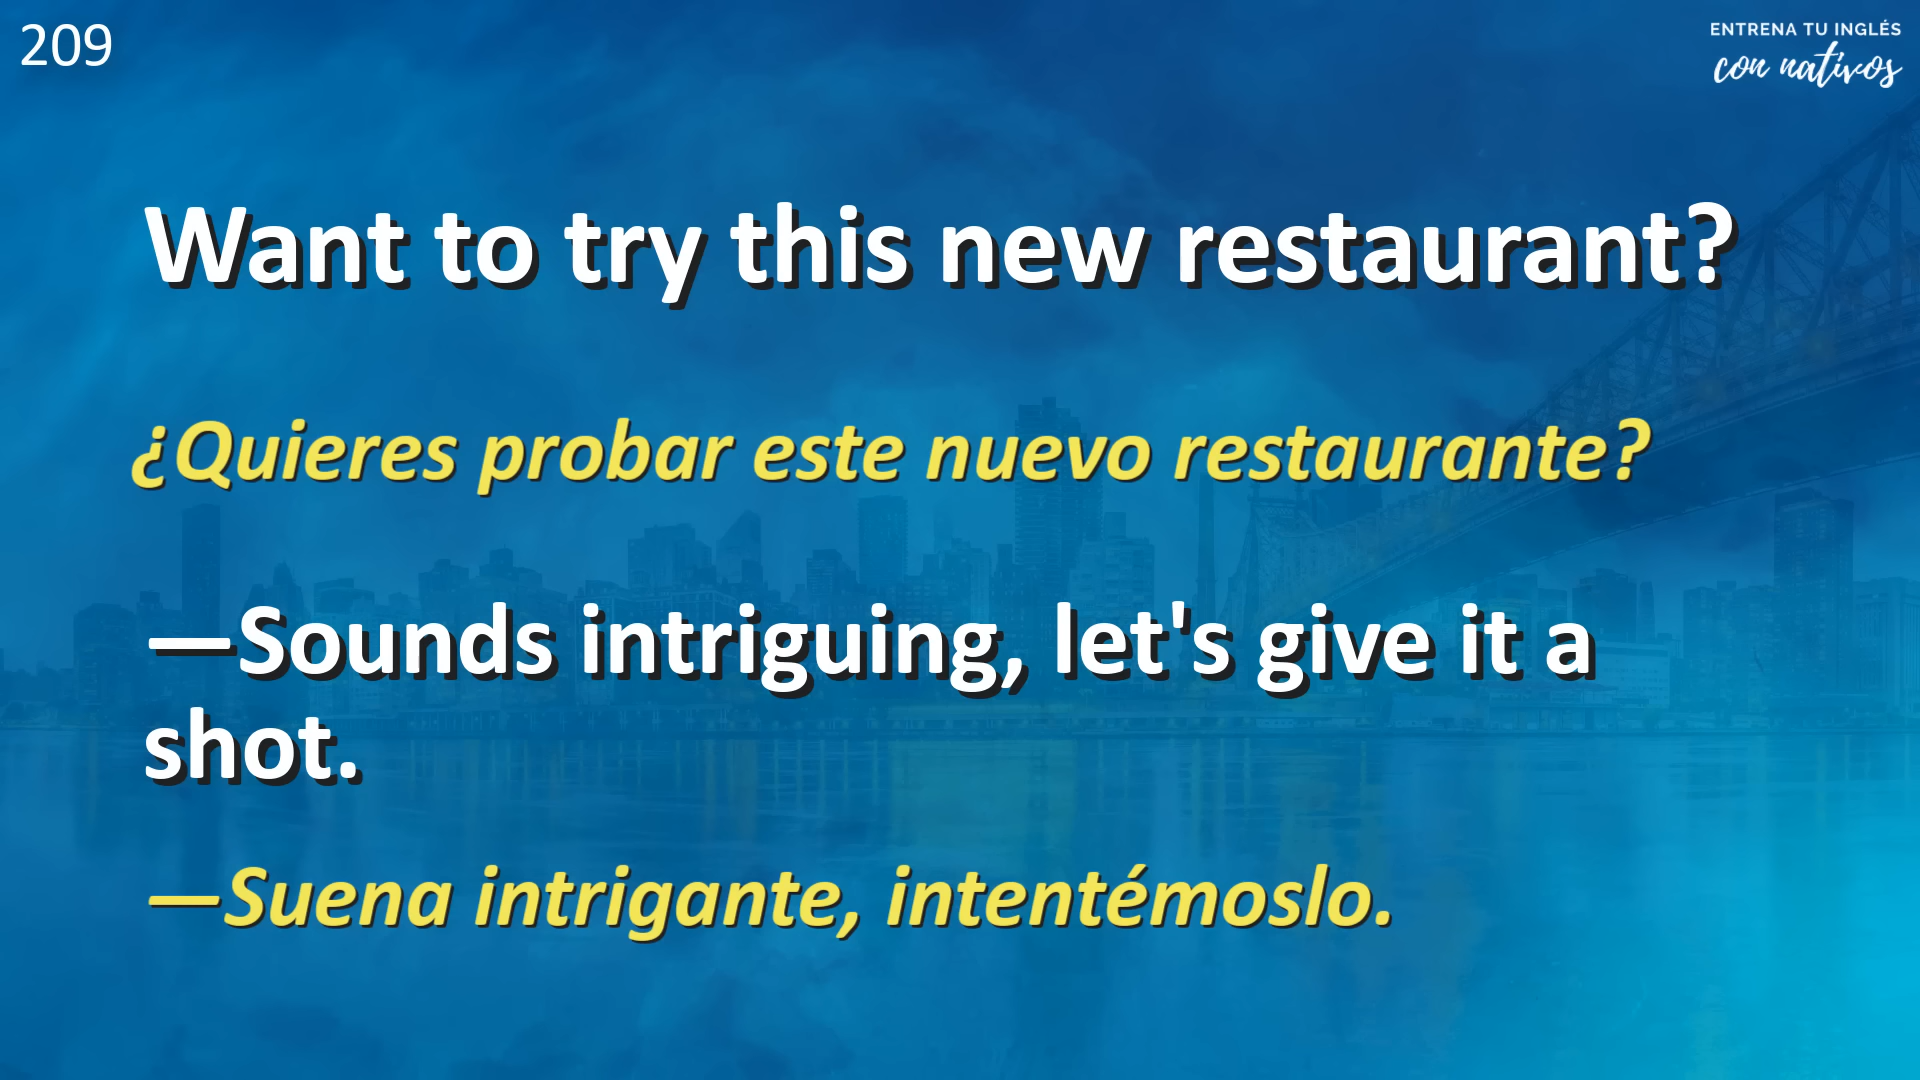 209
ENTRENA TU INGLÉS
con nativos
Want to try this new restaurant?
¿Quieres probar este nuevo restaurante?
—Sounds intriguing, let's give it a
shot.
—Suena intrigante, intentémoslo.